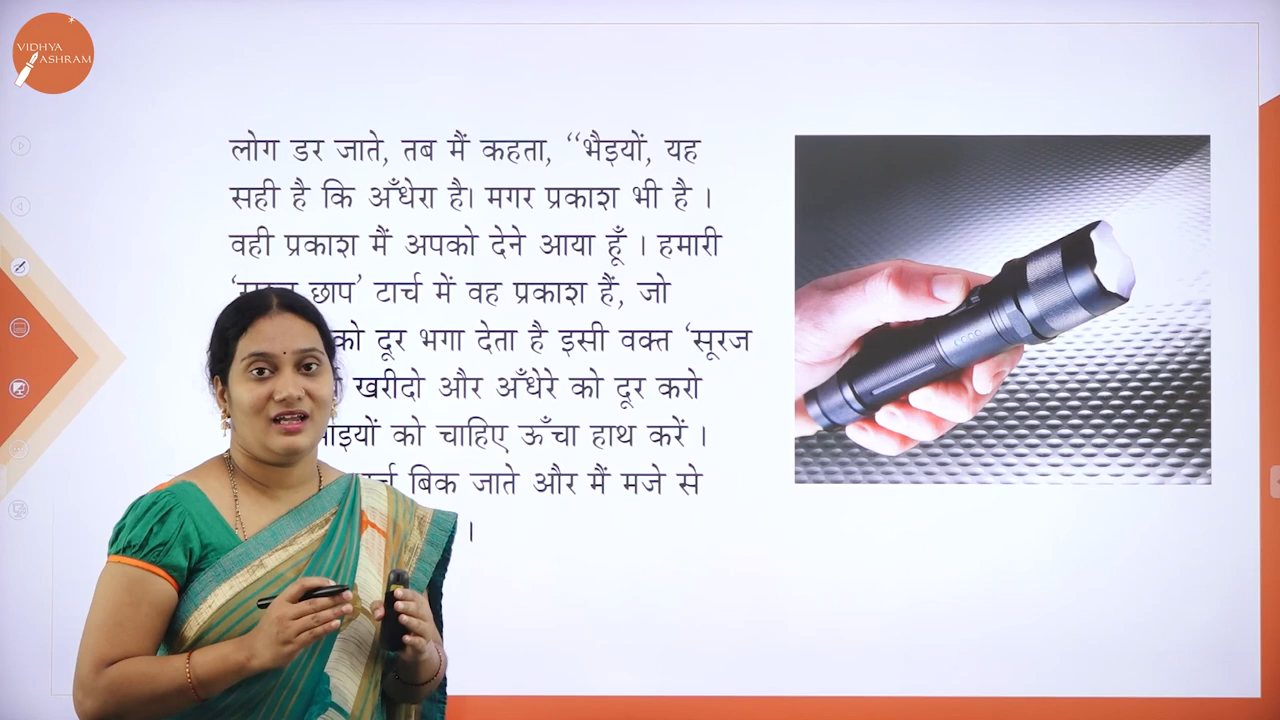 VIDHYA
ASHRAM
लोग डर जाते, तब मैं कहता, ‘‘भैइयों, यह
सही है कि अँधेरा है। मगर प्रकाश भी है ।
वही प्रकाश मैं अपको देने आया हूँ । हमारी
छाप’ टार्च में वह प्रकाश हैं, जो
को दूर भगा देता है इसी वक्त ‘सूरज
खरीदो और अँधेरे को दूर करो
को चाहिए ऊँचा हाथ करें ।
बिक जाते और मैं मजे से
।